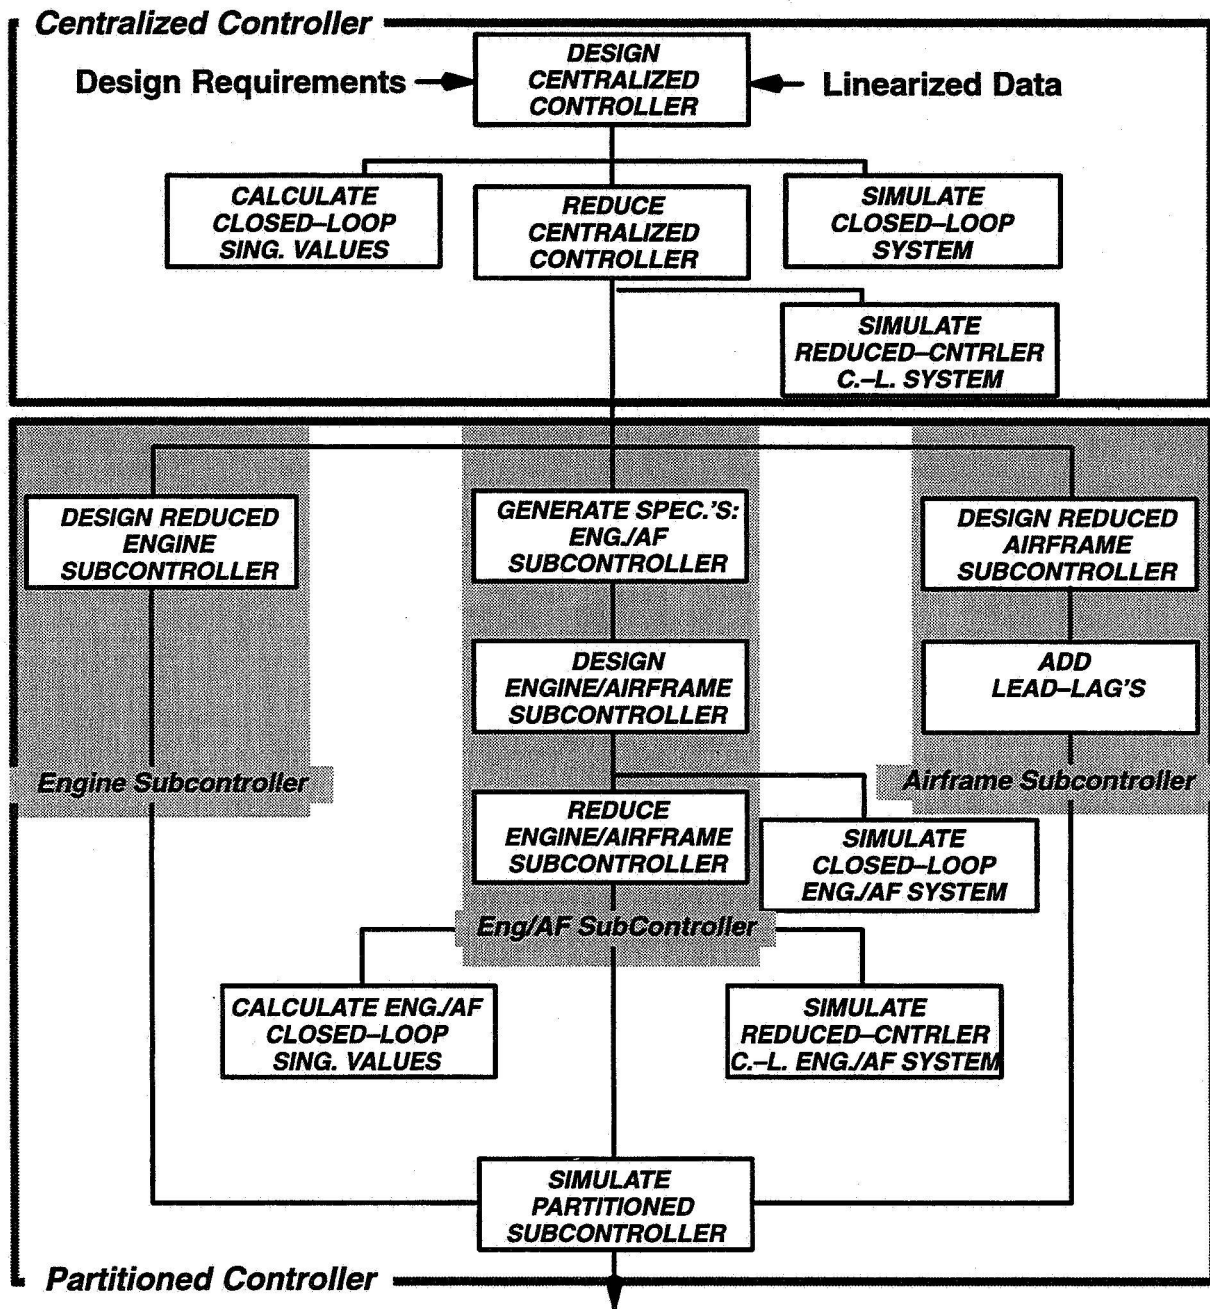 Centralized Controller
Design Requirements
DESIGN
CENTRALIZED
CONTROLLER
Linearized Data
CALCULATE
CLOSED–LOOP
SING. VALUES
REDUCE
CENTRALIZED
CONTROLLER
SIMULATE
CLOSED–LOOP
SYSTEM
SIMULATE
REDUCED–CNTRLER
C.–L. SYSTEM
DESIGN REDUCED
ENGINE
SUBCONTROLLER
GENERATE SPEC.'S:
ENG./AF
SUBCONTROLLER
DESIGN REDUCED
AIRFRAME
SUBCONTROLLER
DESIGN
ENGINE/AIRFRAME
SUBCONTROLLER
ADD
LEAD–LAG'S
Engine Subcontroller
Airframe Subcontroller
REDUCE
ENGINE/AIRFRAME
SUBCONTROLLER
SIMULATE
CLOSED–LOOP
ENG./AF SYSTEM
Eng/AF SubController
CALCULATE ENG./AF
CLOSED–LOOP
SING. VALUES
SIMULATE
REDUCED–CNTRLER
C.–L. ENG./AF SYSTEM
SIMULATE
PARTITIONED
SUBCONTROLLER
Partitioned Controller